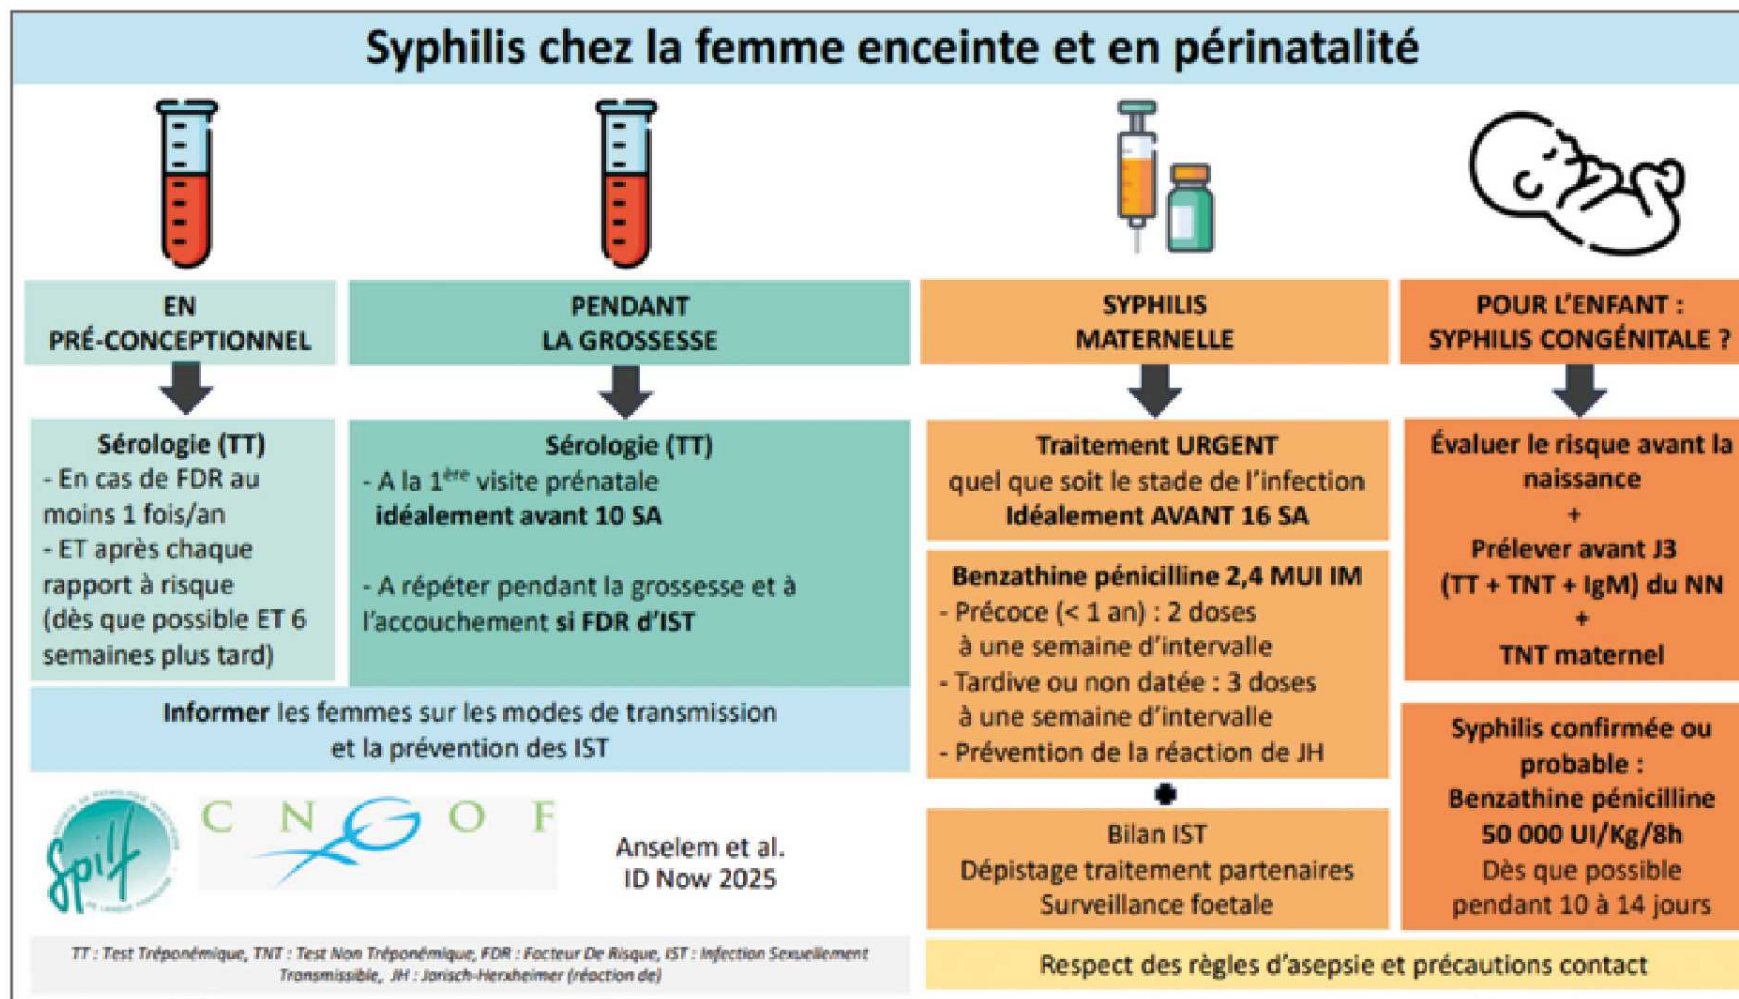 Syphilis chez la femme enceinte et en périnatalité
EN
PRÉ-CONCEPTIONNEL
Sérologie (TT)
- En cas de FDR au
moins 1 fois/an
- ET après chaque
rapport à risque
(dès que possible ET 6
semaines plus tard)
PENDANT
LA GROSSESSE
Sérologie (TT)
- A la 1ère visite prénatale
idéalement avant 10 SA
- A répéter pendant la grossesse et à
l'accouchement si FDR d'IST
Informer les femmes sur les modes de transmission
et la prévention des IST
SYPHILIS
MATERNELLE
Traitement URGENT
quel que soit le stade de l'infection
Idéalement AVANT 16 SA
Benzathine pénicilline 2,4 MUI IM
- Précoce (< 1 an) : 2 doses
à une semaine d'intervalle
- Tardive ou non datée : 3 doses
à une semaine d'intervalle
- Prévention de la réaction de JH
Bilan IST
Dépistage traitement partenaires
Surveillance foetale
POUR L'ENFANT :
SYPHILIS CONGÉNITALE ?
Évaluer le risque avant la
naissance
+
Prélever avant J3
(TT + TNT + IgM) du NN
+
TNT maternel
Syphilis confirmée ou
probable :
Benzathine pénicilline
50 000 UI/Kg/8h
Dès que possible
pendant 10 à 14 jours
Respect des règles d'asepsie et précautions contact
Spilf
CNGOF
Anselem et al.
ID Now 2025
TT : Test Tréponémique, TNT : Test Non Tréponémique, FDR : Facteur De Risque, IST : Infection Sexuellement
Transmissible, JH : Jarisch-Herxheimer (réaction de)